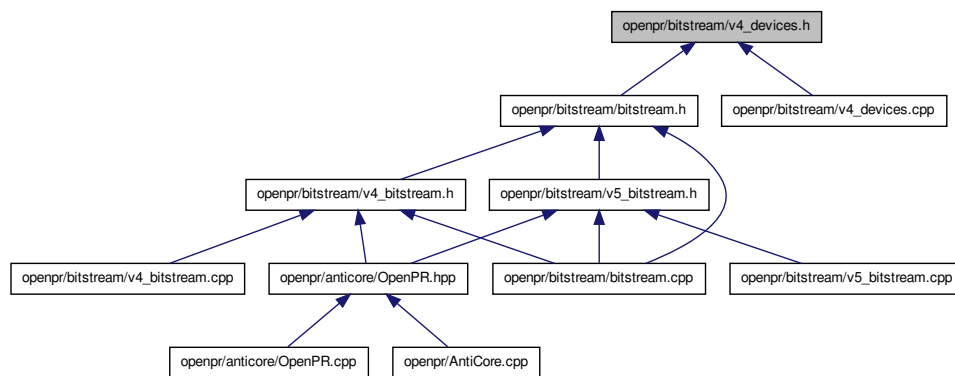 openpr/bitstream/v4_devices.h
openpr/bitstream/bitstream.h
openpr/bitstream/v4_devices.cpp
openpr/bitstream/v4_bitstream.h
openpr/bitstream/v5_bitstream.h
openpr/bitstream/v4_bitstream.cpp
openpr/anticore/OpenPR.hpp
openpr/bitstream/bitstream.cpp
openpr/bitstream/v5_bitstream.cpp
openpr/anticore/OpenPR.cpp
openpr/AntiCore.cpp